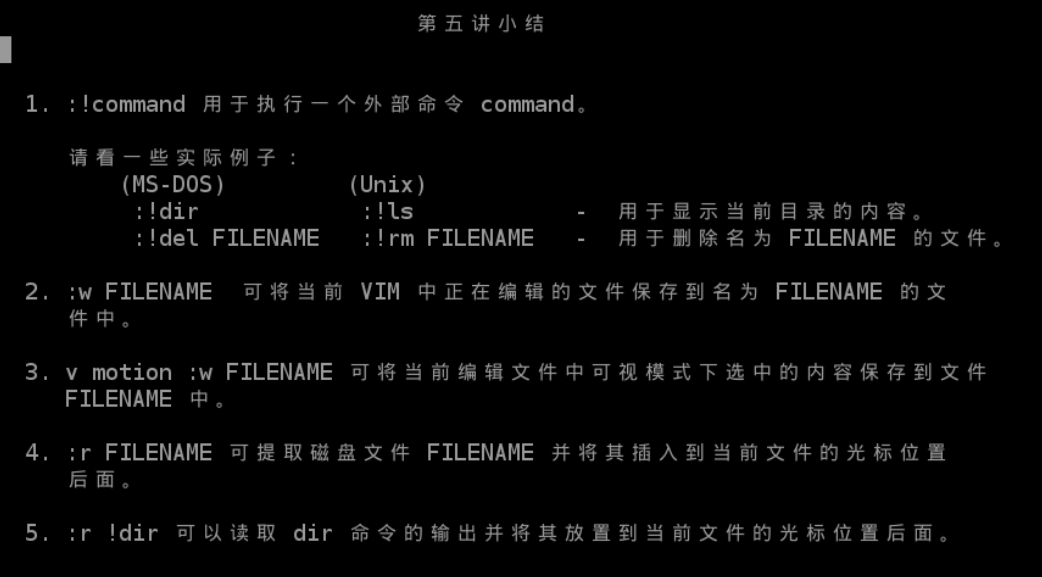 第五讲小结
1. :!command 用于执行一个外部命令 command。
请看一些实际例子：
(MS-DOS) (Unix)
:!dir :!ls - 用于显示当前目录的内容。
:!del FILENAME :!rm FILENAME - 用于删除名为 FILENAME 的文件。
2. :w FILENAME 可将当前 VIM 中正在编辑的文件保存到名为 FILENAME 的文
件中。
3. v motion :w FILENAME 可将当前编辑文件中可视模式下选中的内容保存到文件
FILENAME 中。
4. :r FILENAME 可提取磁盘文件 FILENAME 并将其插入到当前文件的光标位置
后面。
5. :r !dir 可以读取 dir 命令的输出并将其放置到当前文件的光标位置后面。